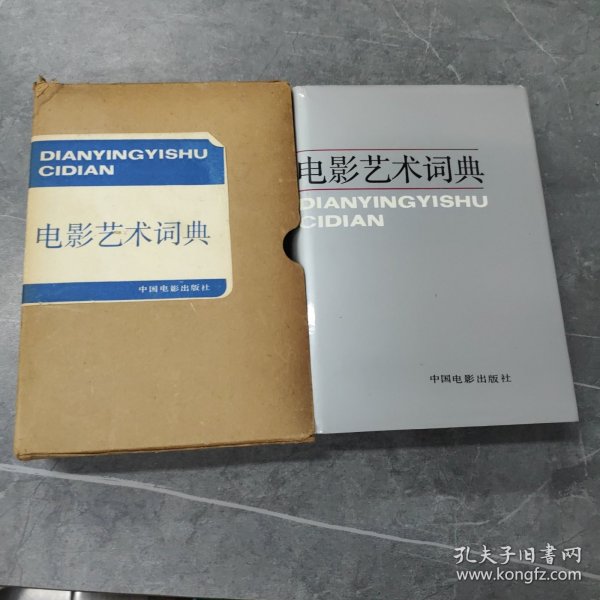 DIANYINGYISHU
CIDIAN
电影艺术词典
中国电影出版社
电影艺术词典
DIANYINGYISHU
CIDIAN
中国电影出版社
孔夫子旧书网
www.kongfz.com